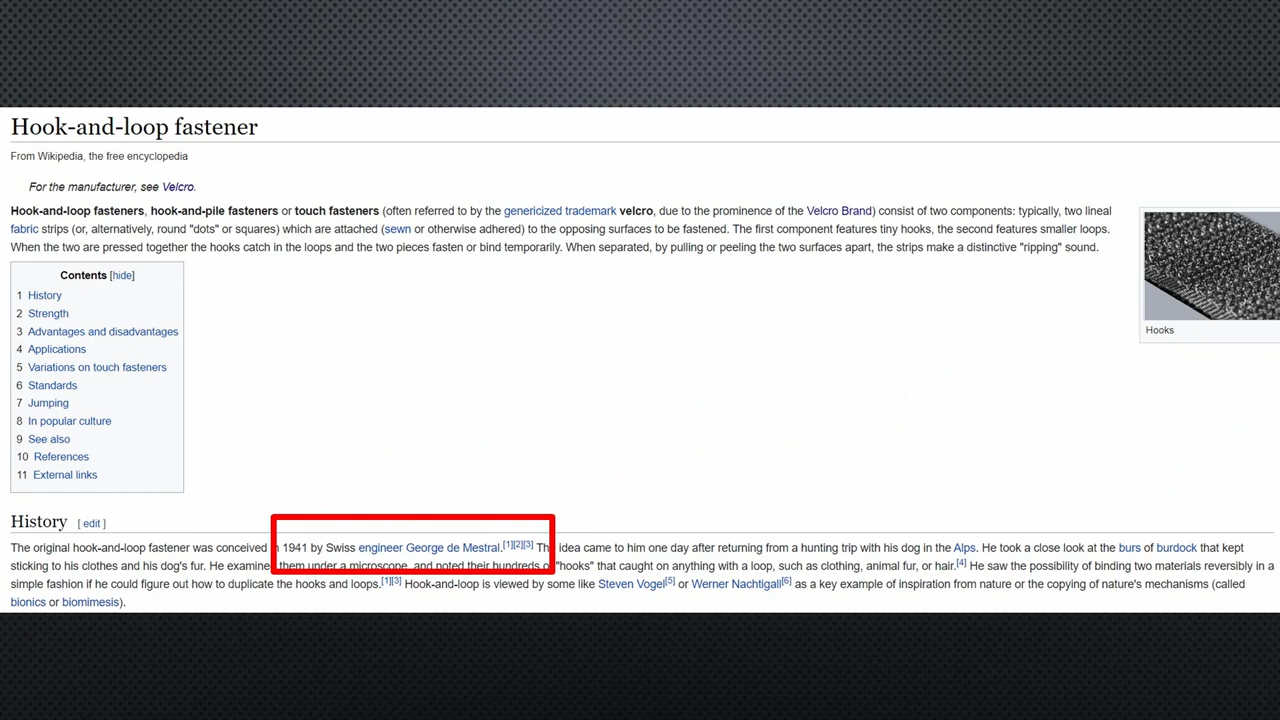 Hook-and-loop fastener
From Wikipedia, the free encyclopedia
For the manufacturer, see Velcro.
Hook-and-loop fasteners, hook-and-pile fasteners or touch fasteners (often referred to by the genericized trademark velcro, due to the prominence of the Velcro Brand) consist of two components: typically, two lineal
fabric strips (or, alternatively, round "dots" or squares) which are attached (sewn or otherwise adhered) to the opposing surfaces to be fastened. The first component features tiny hooks, the second features smaller loops.
When the two are pressed together the hooks catch in the loops and the two pieces fasten or bind temporarily. When separated, by pulling or peeling the two surfaces apart, the strips make a distinctive "ripping" sound.
Contents [hide]
1 History
2 Strength
3 Advantages and disadvantages
4 Applications
5 Variations on touch fasteners
6 Standards
7 Jumping
8 In popular culture
9 See also
10 References
11 External links
Hooks
History [ edit ]
The original hook-and-loop fastener was conceived in 1941 by Swiss engineer George de Mestral.[1][2][3] The idea came to him one day after returning from a hunting trip with his dog in the Alps. He took a close look at the burs of burdock that kept
sticking to his clothes and his dog's fur. He examined them under a microscope, and noted their hundreds of "hooks" that caught on anything with a loop, such as clothing, animal fur, or hair.[4] He saw the possibility of binding two materials reversibly in a
simple fashion if he could figure out how to duplicate the hooks and loops.[1][3] Hook-and-loop is viewed by some like Steven Vogel[5] or Werner Nachtigall[6] as a key example of inspiration from nature or the copying of nature's mechanisms (called
bionics or biomimesis).